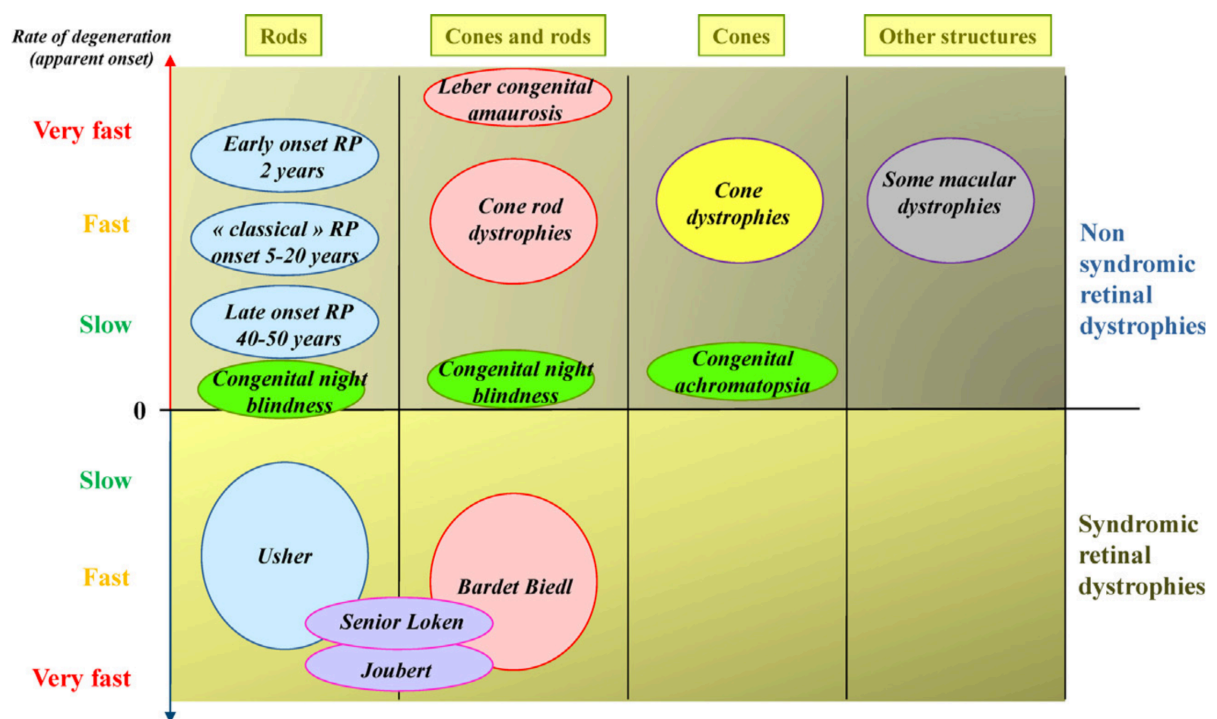 Rate of degeneration
(apparent onset)
Rods
Cones and rods
Cones
Other structures
Very fast
Fast
Slow
0
Slow
Fast
Very fast
Early onset RP
2 years
« classical » RP
onset 5-20 years
Late onset RP
40-50 years
Congenital night
blindness
Leber congenital
amaurosis
Cone rod
dystrophies
Congenital night
blindness
Cone
dystrophies
Congenital
achromatopsia
Some macular
dystrophies
Non
syndromic
retinal
dystrophies
Usher
Bardet Biedl
Senior Loken
Joubert
Syndromic
retinal
dystrophies